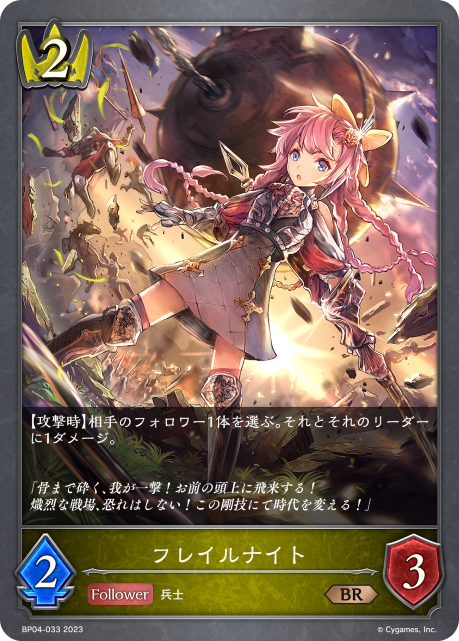 2
【攻撃時】相手のフォロワー1体を選ぶ。それとそれのリーダー
に1ダメージ。
「骨まで砕く、我が一撃！お前の頭上に飛来する！
熾烈な戦場、恐れはしない！この剛技にて時代を変える！」
フレイルナイト
2
Follower 兵士
BR
3
BP04-033 2023
© Cygames, Inc.